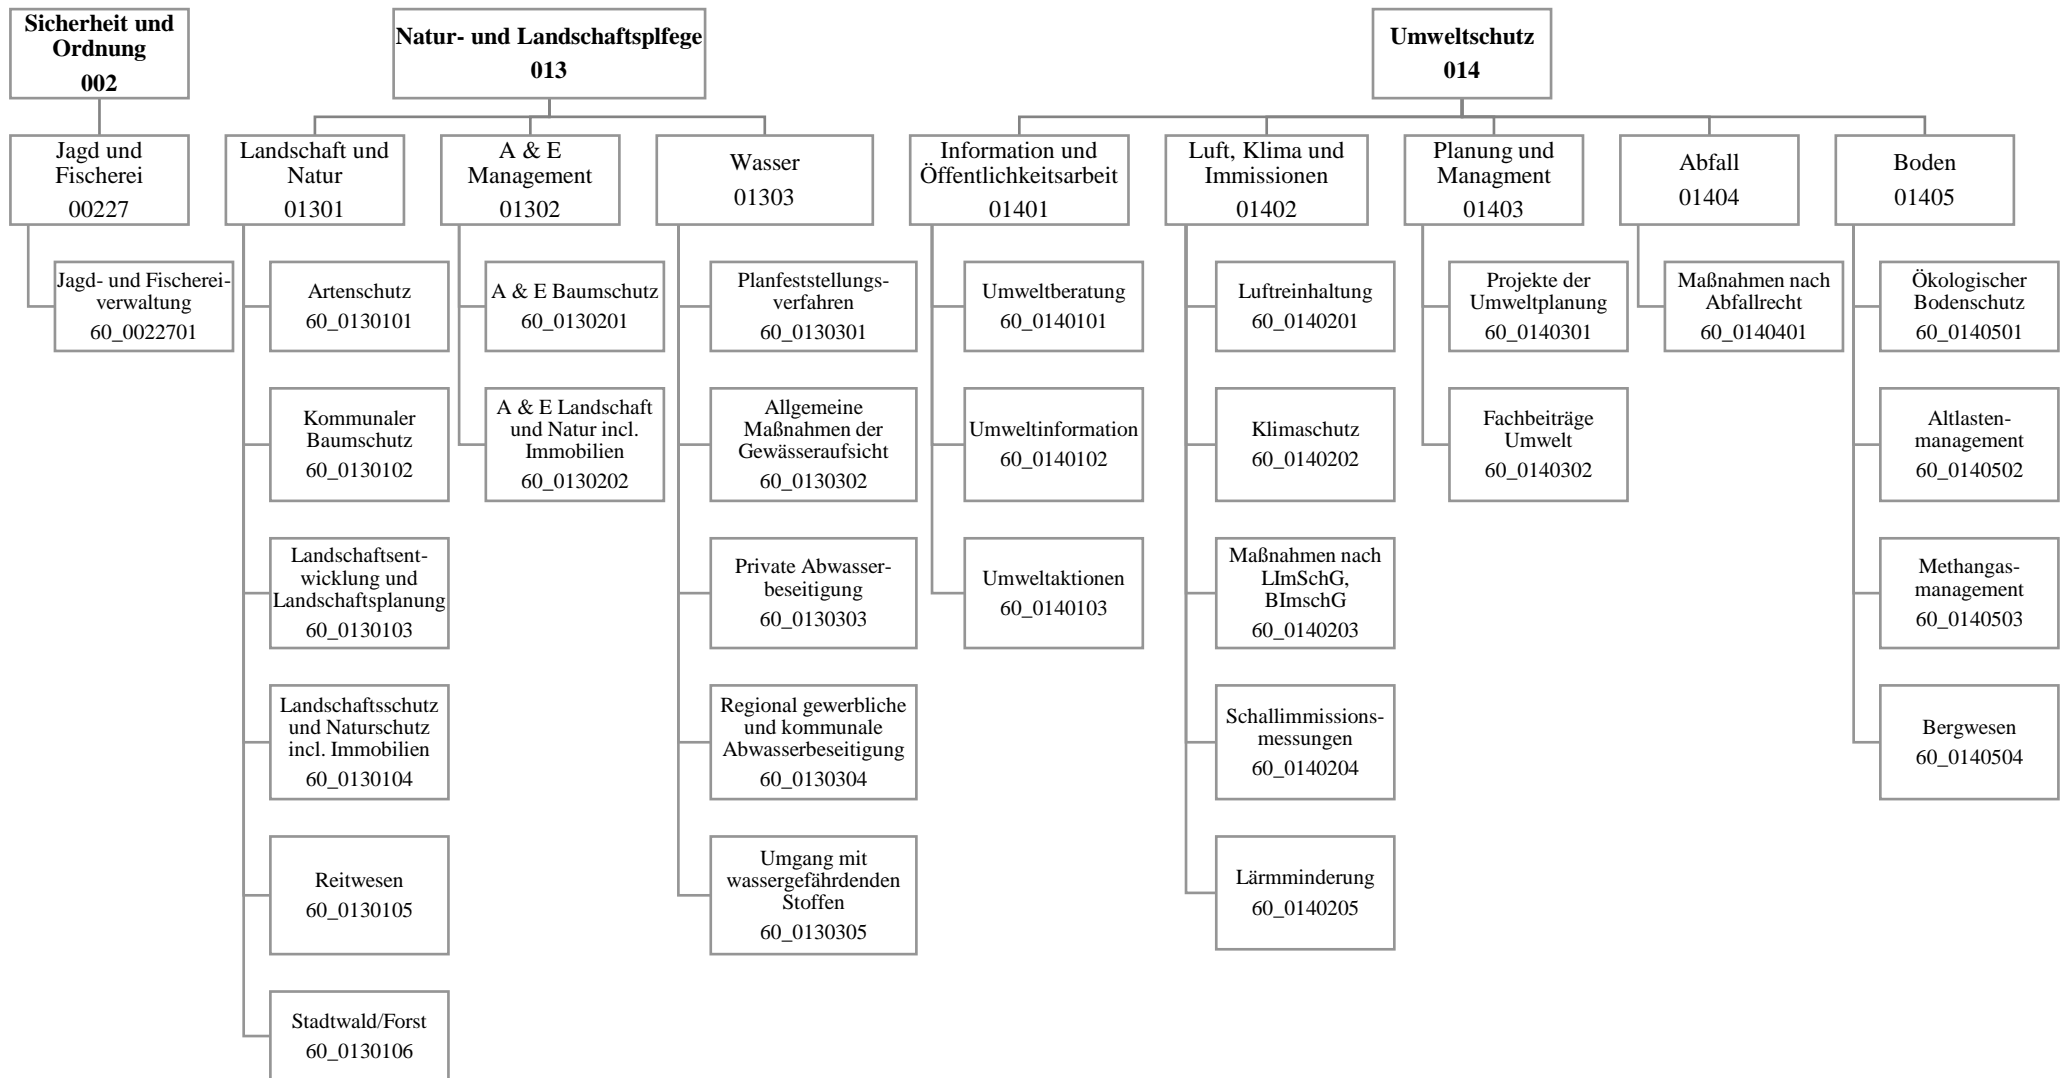 Sicherheit und
Ordnung
002
Natur- und Landschaftsplfege
013
Umweltschutz
014
Jagd und
Fischerei
00227
Landschaft und
Natur
01301
A & E
Management
01302
Wasser
01303
Information und
Öffentlichkeitsarbeit
01401
Luft, Klima und
Immissionen
01402
Planung und
Managment
01403
Abfall
01404
Boden
01405
Jagd- und Fischerei-
verwaltung
60_0022701
Artenschutz
60_0130101
Kommunaler
Baumschutz
60_0130102
Landschaftsent-
wicklung und
Landschaftsplanung
60_0130103
Landschaftsschutz
und Naturschutz
incl. Immobilien
60_0130104
Reitwesen
60_0130105
Stadtwald/Forst
60_0130106
A & E Baumschutz
60_0130201
A & E Landschaft
und Natur incl.
Immobilien
60_0130202
Planfeststellungs-
verfahren
60_0130301
Allgemeine
Maßnahmen der
Gewässeraufsicht
60_0130302
Private Abwasser-
beseitigung
60_0130303
Regional gewerbliche
und kommunale
Abwasserbeseitigung
60_0130304
Umgang mit
wassergefährdenden
Stoffen
60_0130305
Umweltberatung
60_0140101
Umweltinformation
60_0140102
Umweltaktionen
60_0140103
Luftreinhaltung
60_0140201
Klimaschutz
60_0140202
Maßnahmen nach
LImSchG,
BImschG
60_0140203
Schallimmissions-
messungen
60_0140204
Lärmminderung
60_0140205
Projekte der
Umweltplanung
60_0140301
Fachbeiträge
Umwelt
60_0140302
Maßnahmen nach
Abfallrecht
60_0140401
Ökologischer
Bodenschutz
60_0140501
Altlasten-
management
60_0140502
Methangas-
management
60_0140503
Bergwesen
60_0140504